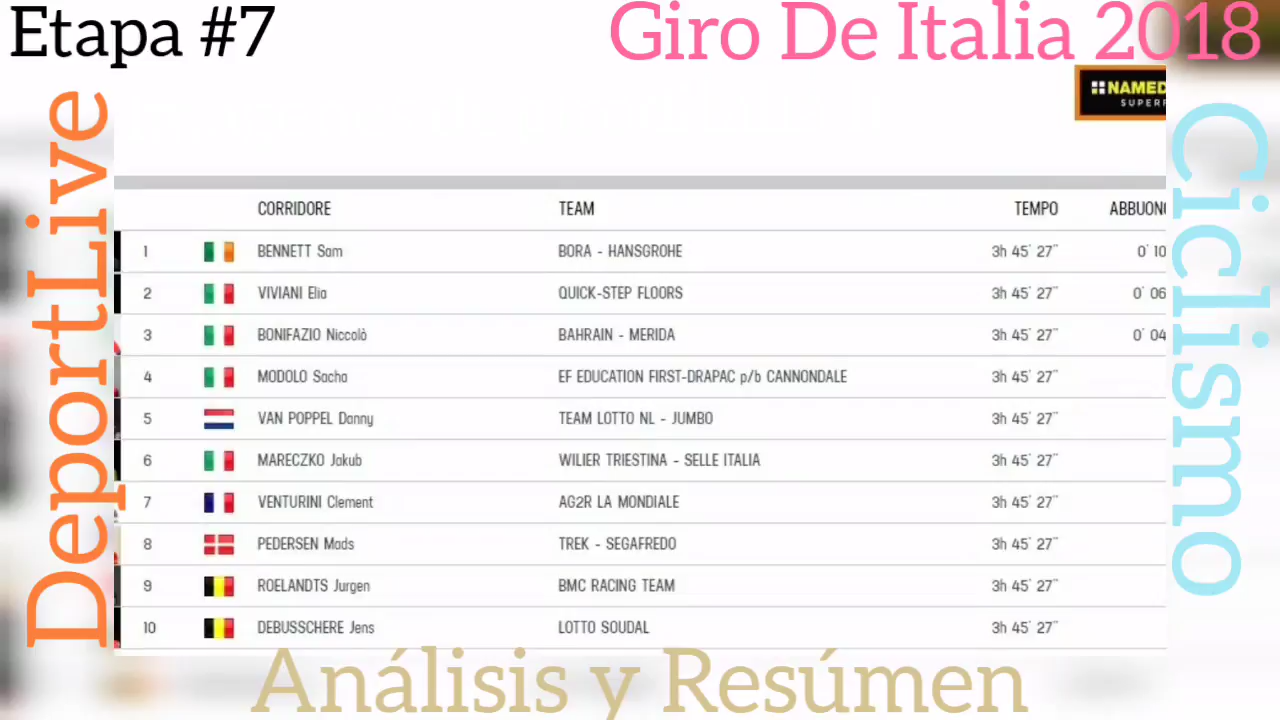 Etapa #7
Giro De Italia 2018
DeportLive
Ciclismo
NAMED
SUPER
CORRIDORE TEAM TEMPO ABBUON
1 BENNETT Sam BORA - HANSGROHE 3h 45' 27" 0' 10
2 VIVIANI Elia QUICK-STEP FLOORS 3h 45' 27" 0' 06
3 BONIFAZIO Niccolò BAHRAIN - MERIDA 3h 45' 27" 0' 04
4 MODOLO Sacha EF EDUCATION FIRST-DRAPAC p/b CANNONDALE 3h 45' 27"
5 VAN POPPEL Danny TEAM LOTTO NL - JUMBO 3h 45' 27"
6 MARECZKO Jakub WILIER TRIESTINA - SELLE ITALIA 3h 45' 27"
7 VENTURINI Clement AG2R LA MONDIALE 3h 45' 27"
8 PEDERSEN Mads TREK - SEGAFREDO 3h 45' 27"
9 ROELANDTS Jurgen BMC RACING TEAM 3h 45' 27"
10 DEBUSSCHERE Jens LOTTO SOUDAL 3h 45' 27"
Análisis y Resúmen